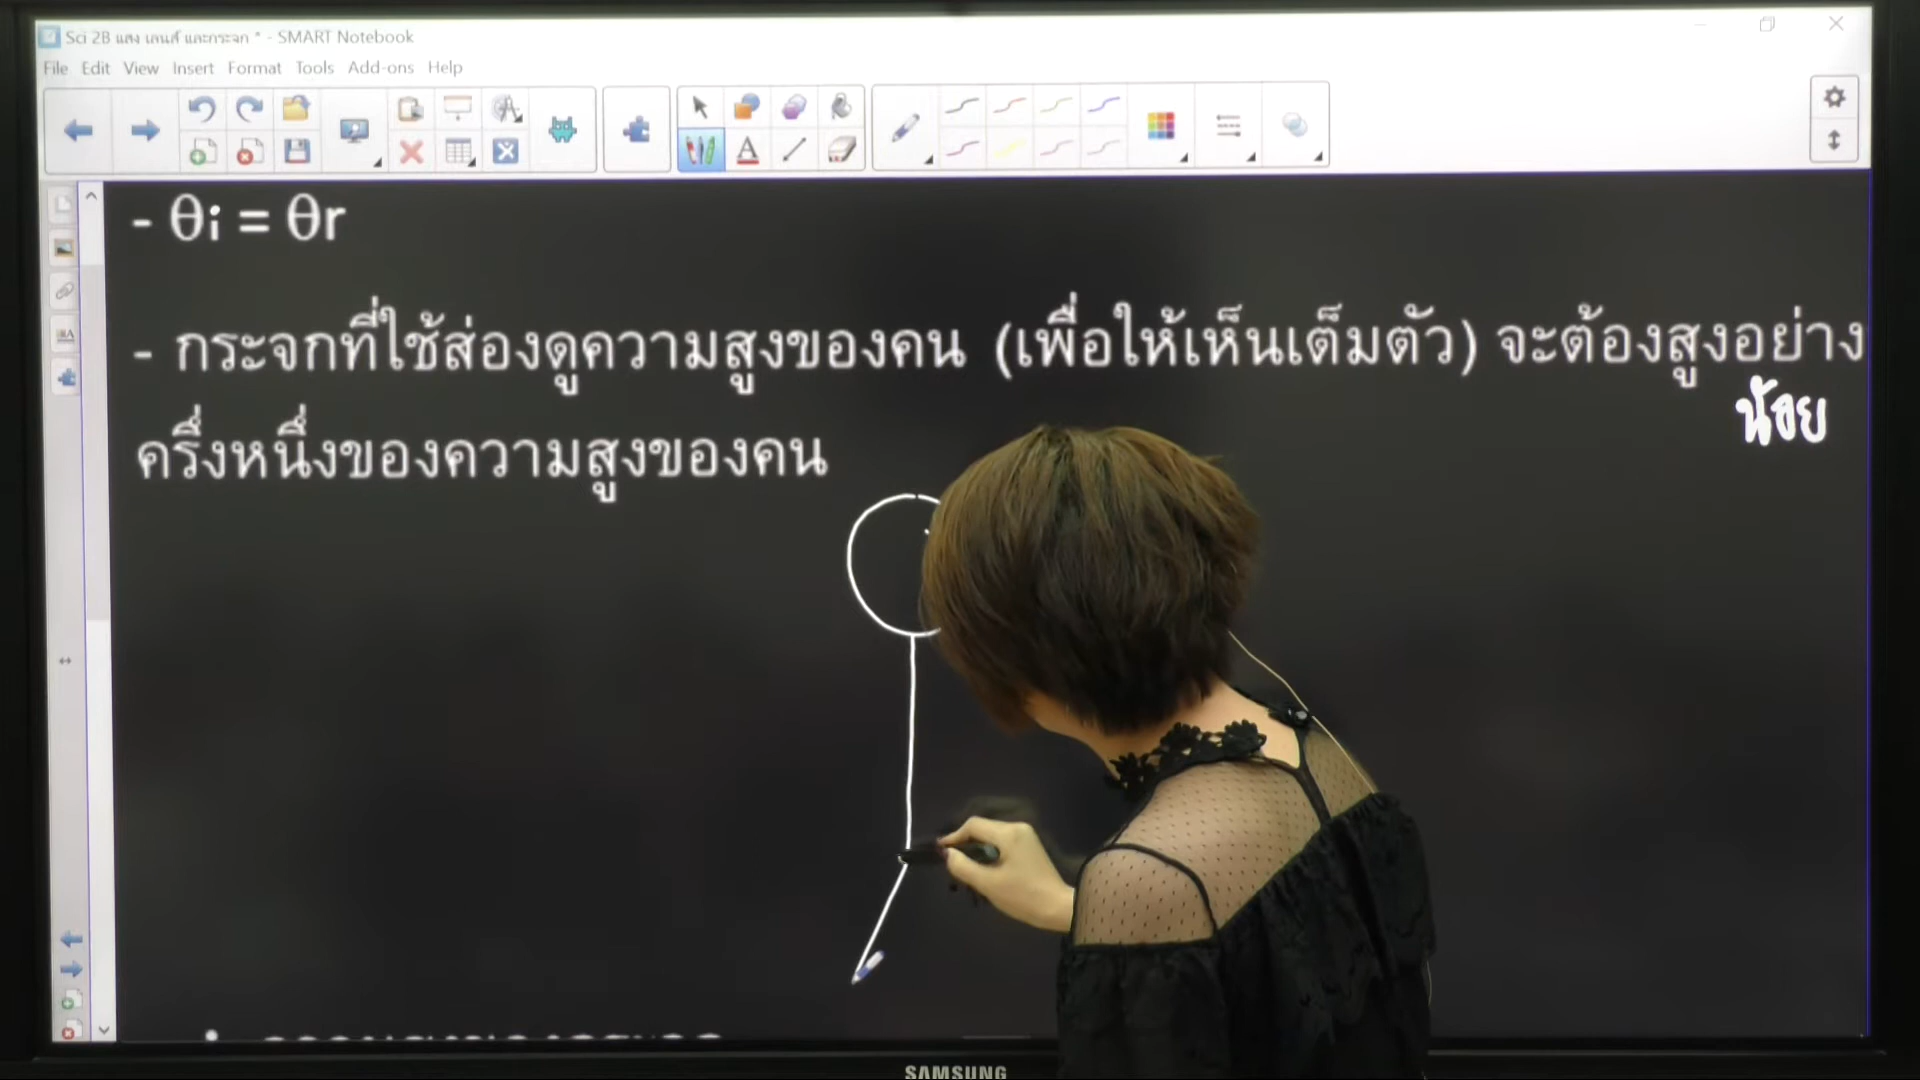 Sci 2B แสง เลนส์ และกระจก * - SMART Notebook
File Edit View Insert Format Tools Add-ons Help
- θi = θr
- กระจกที่ใช้ส่องดูความสูงของคน (เพื่อให้เห็นเต็มตัว) จะต้องสูงอย่าง
น้อย
ครึ่งหนึ่งของความสูงของคน
SAMSUNG